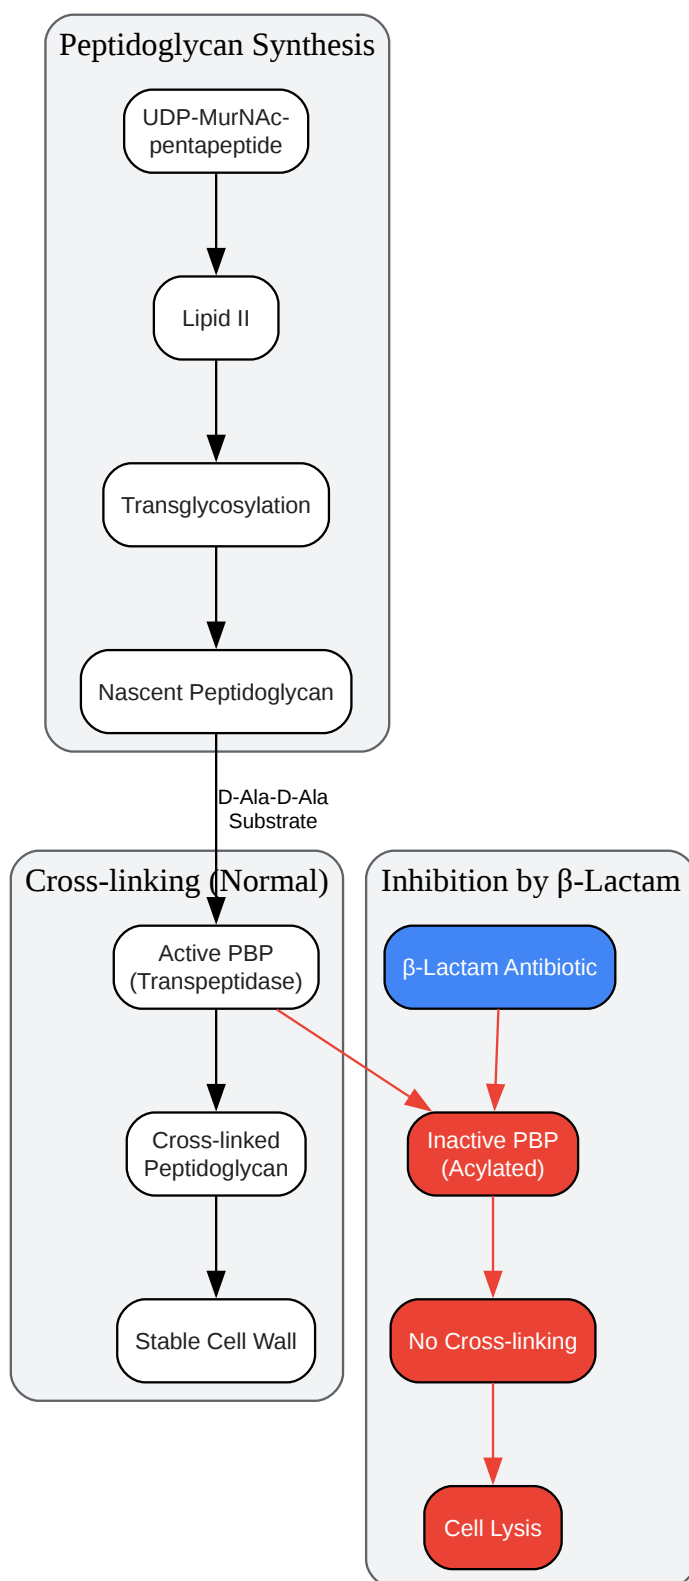 Peptidoglycan Synthesis
UDP-MurNAc-
pentapeptide
Lipid II
Transglycosylation
Nascent Peptidoglycan
D-Ala-D-Ala
Substrate
Cross-linking (Normal)
Active PBP
(Transpeptidase)
Cross-linked
Peptidoglycan
Stable Cell Wall
Inhibition by β-Lactam
β-Lactam Antibiotic
Inactive PBP
(Acylated)
No Cross-linking
Cell Lysis